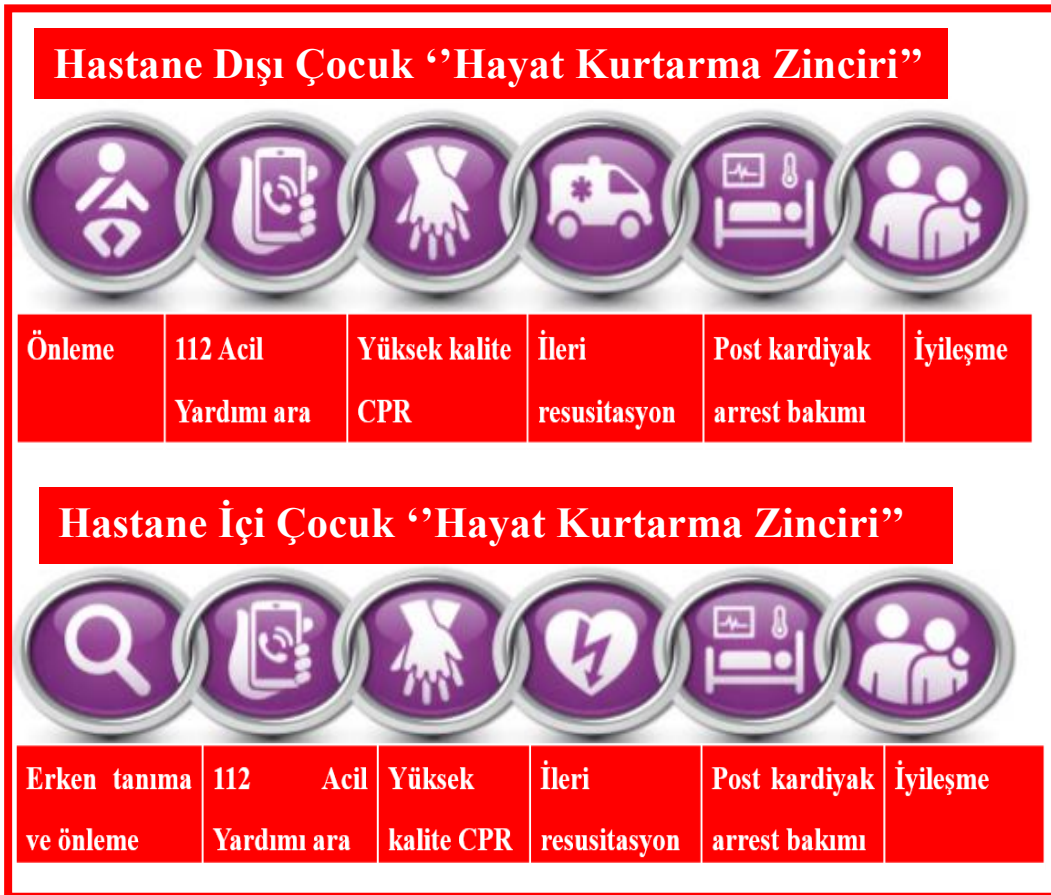 Hastane Dışı Çocuk ‘’Hayat Kurtarma Zinciri’’
Önleme
112 Acil
Yardımı ara
Yüksek kalite
CPR
İleri
resusitasyon
Post kardiyak
arrest bakımı
İyileşme
Hastane İçi Çocuk ‘’Hayat Kurtarma Zinciri’’
Erken tanıma
ve önleme
112 Acil
Yardımı ara
Yüksek
kalite CPR
İleri
resusitasyon
Post kardiyak
arrest bakımı
İyileşme